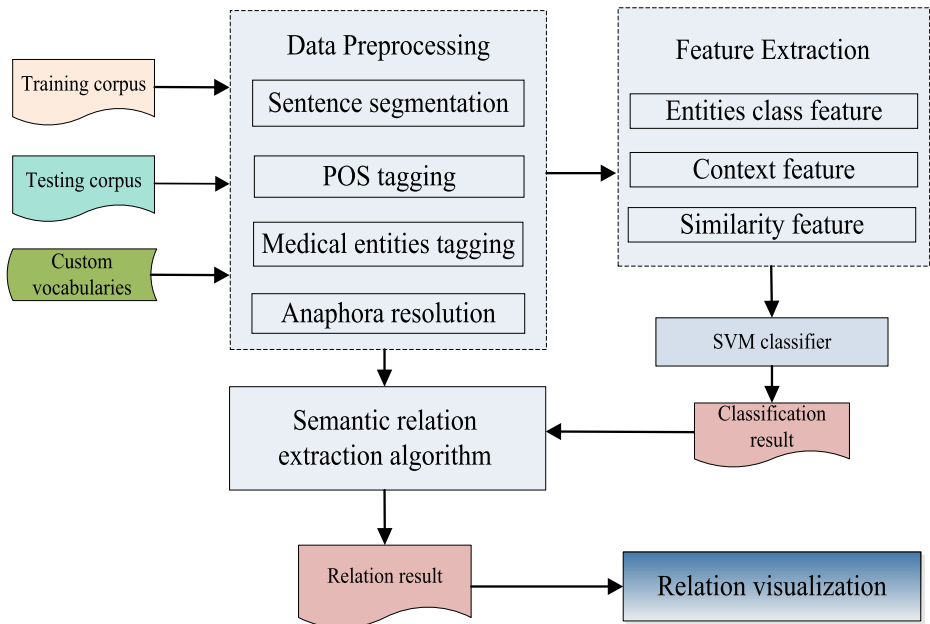 Training corpus
Testing corpus
Custom
vocabularies
Data Preprocessing
Sentence segmentation
POS tagging
Medical entities tagging
Anaphora resolution
Feature Extraction
Entities class feature
Context feature
Similarity feature
SVM classifier
Classification
result
Semantic relation
extraction algorithm
Relation result
Relation visualization